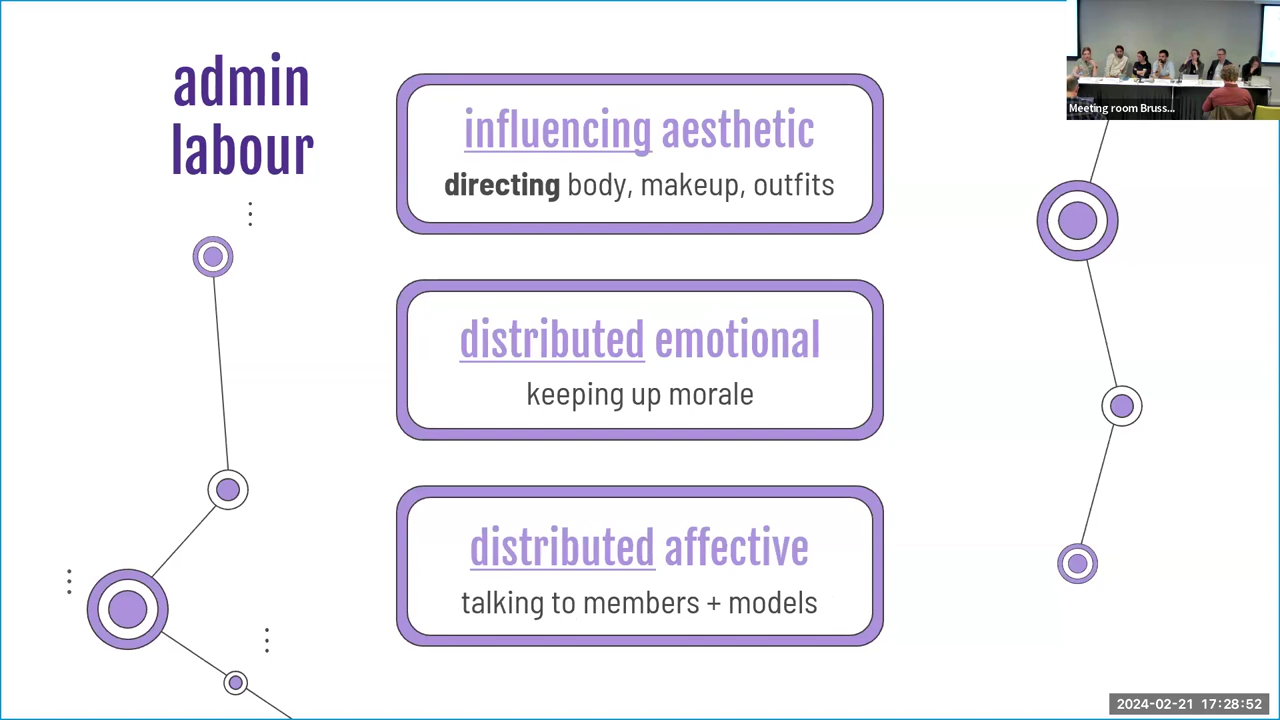 admin
labour
influencing aesthetic
directing body, makeup, outfits
distributed emotional
keeping up morale
distributed affective
talking to members + models
Meeting room Bruss...
2024-02-21 17:28:52